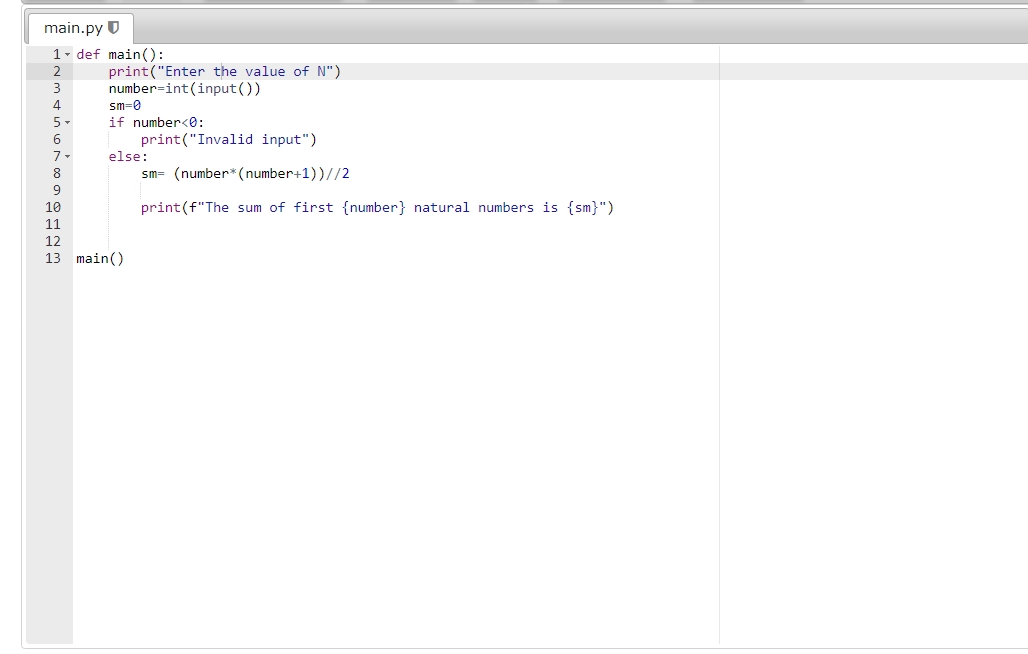 main.py
1 def main():
2 print("Enter the value of N")
3 number=int(input())
4 sm=0
5 if number<0:
6 print("Invalid input")
7 else:
8 sm= (number*(number+1))//2
9
10 print(f"The sum of first {number} natural numbers is {sm}")
11
12
13 main()